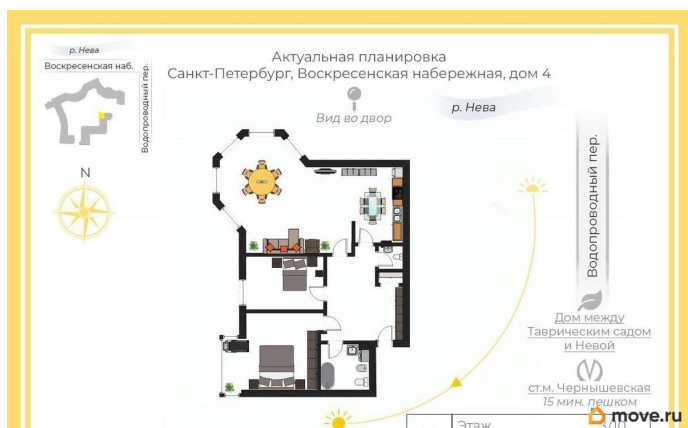 р. Нева
Воскресенская наб.
Водопроводный пер.
N
Актуальная планировка
Санкт-Петербург, Воскресенская набережная, дом 4
Вид во двор
р. Нева
Водопроводный пер.
Дом между
Таврическим садом
и Невой
ст.м. Чернышевская
15 мин. пешком
Этаж
move.ru